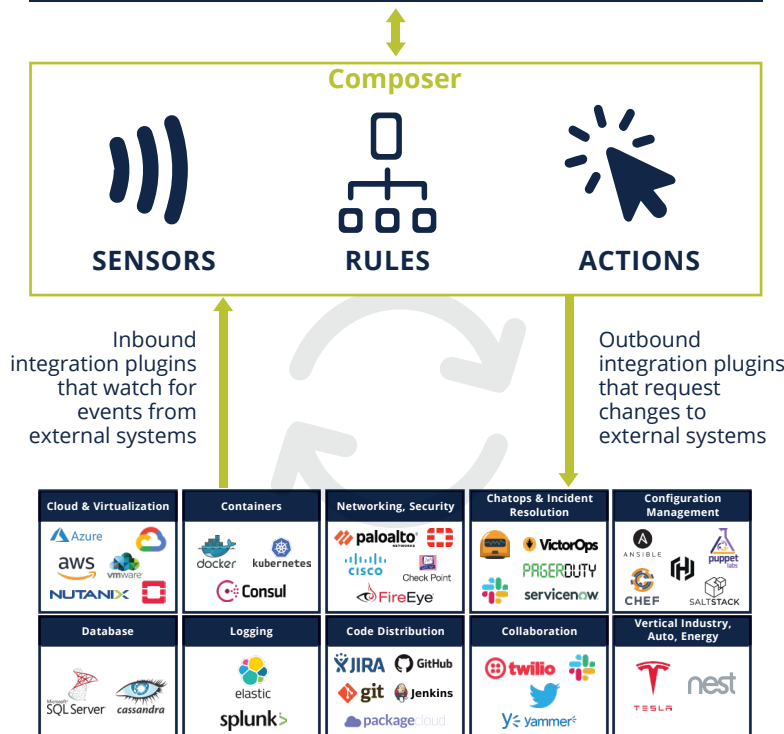 Composer
SENSORS
RULES
ACTIONS
Inbound
integration plugins
that watch for
events from
external systems
Outbound
integration plugins
that request
changes to
external systems
Cloud & Virtualization
Azure
aws
vmware
NUTANIX
Containers
docker
kubernetes
Consul
Networking, Security
paloalto
NETWORKS
CISCO
Check Point
FireEye
Chatops & Incident
Resolution
VictorOps
PAGERDUTY
servicenow
Configuration
Management
A
ANSIBLE
puppet
labs
CHEF
SALTSTACK
Database
Microsoft
SQL Server
cassandra
Logging
elastic
splunk>
Code Distribution
JIRA
GitHub
git
Jenkins
packagecloud
Collaboration
twilio
y yammer
Vertical Industry,
Auto, Energy
TESLA
nest